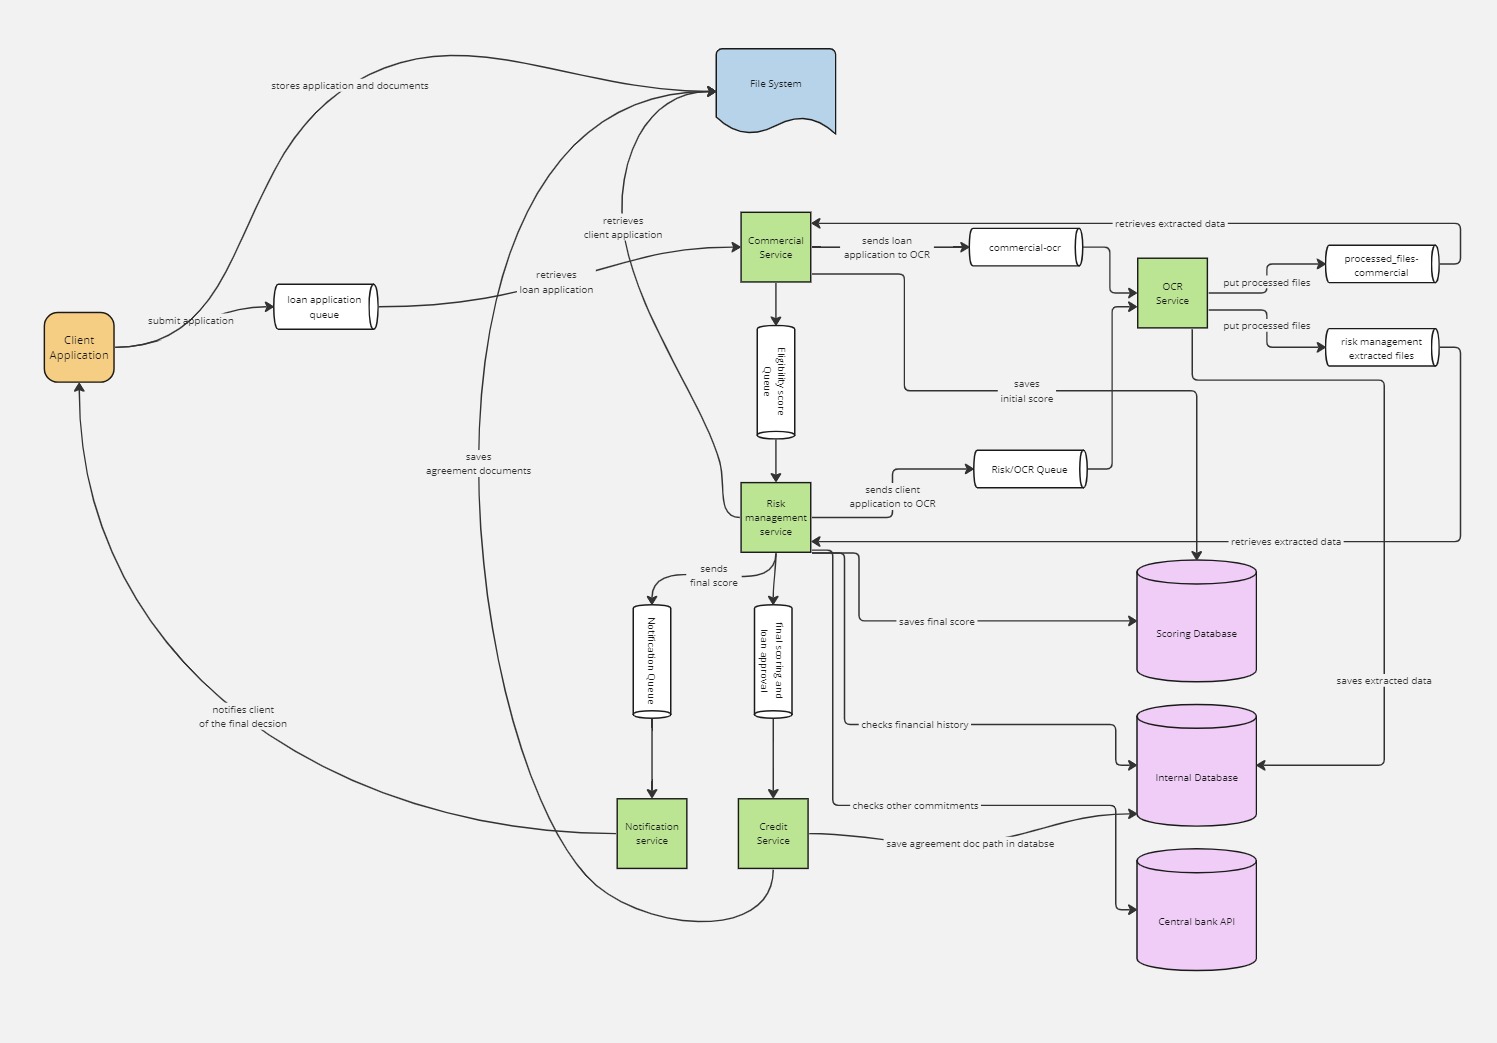 File System
stores application and documents
retrieves
client application
retrieves extracted data
Commercial
Service
sends loan
application to OCR
commercial-ocr
processed_files-
commercial
OCR
Service
put processed files
put processed files
risk management
extracted files
retrieves
loan application
loan application
queue
submit application
Client
Application
Eligibility score
Queue
saves
initial score
saves
agreement documents
Risk/OCR Queue
sends client
application to OCR
Risk
management
service
retrieves extracted data
sends
final score
Notification Queue
final scoring and
loan approval
saves final score
Scoring Database
saves extracted data
notifies client
of the final decsion
checks financial history
Internal Database
checks other commitments
Notification
service
Credit
Service
save agreement doc path in databse
Central bank API